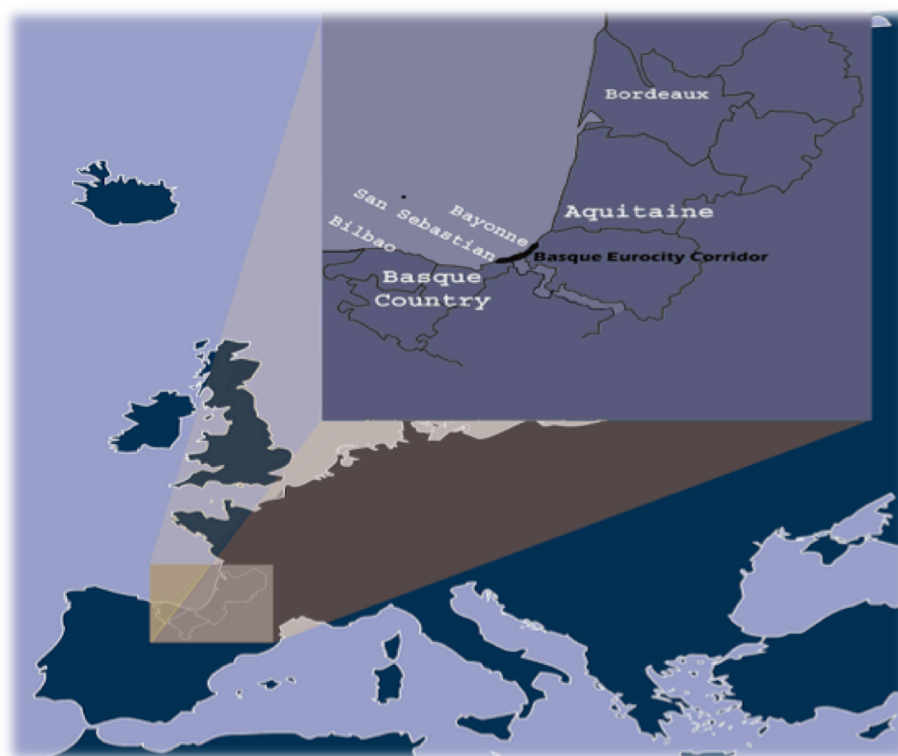 Bordeaux
Aquitaine
Bayonne
San Sebastian
Bilbao
Basque Eurocity Corridor
Basque
Country